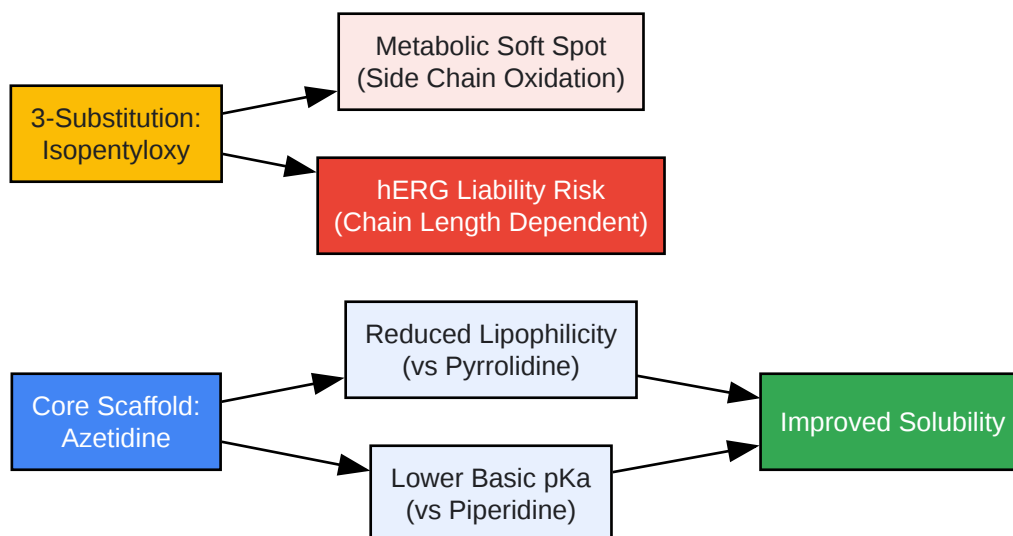 Metabolic Soft Spot
(Side Chain Oxidation)
3-Substitution:
Isopentyloxy
hERG Liability Risk
(Chain Length Dependent)
Reduced Lipophilicity
(vs Pyrrolidine)
Core Scaffold:
Azetidine
Improved Solubility
Lower Basic pKa
(vs Piperidine)